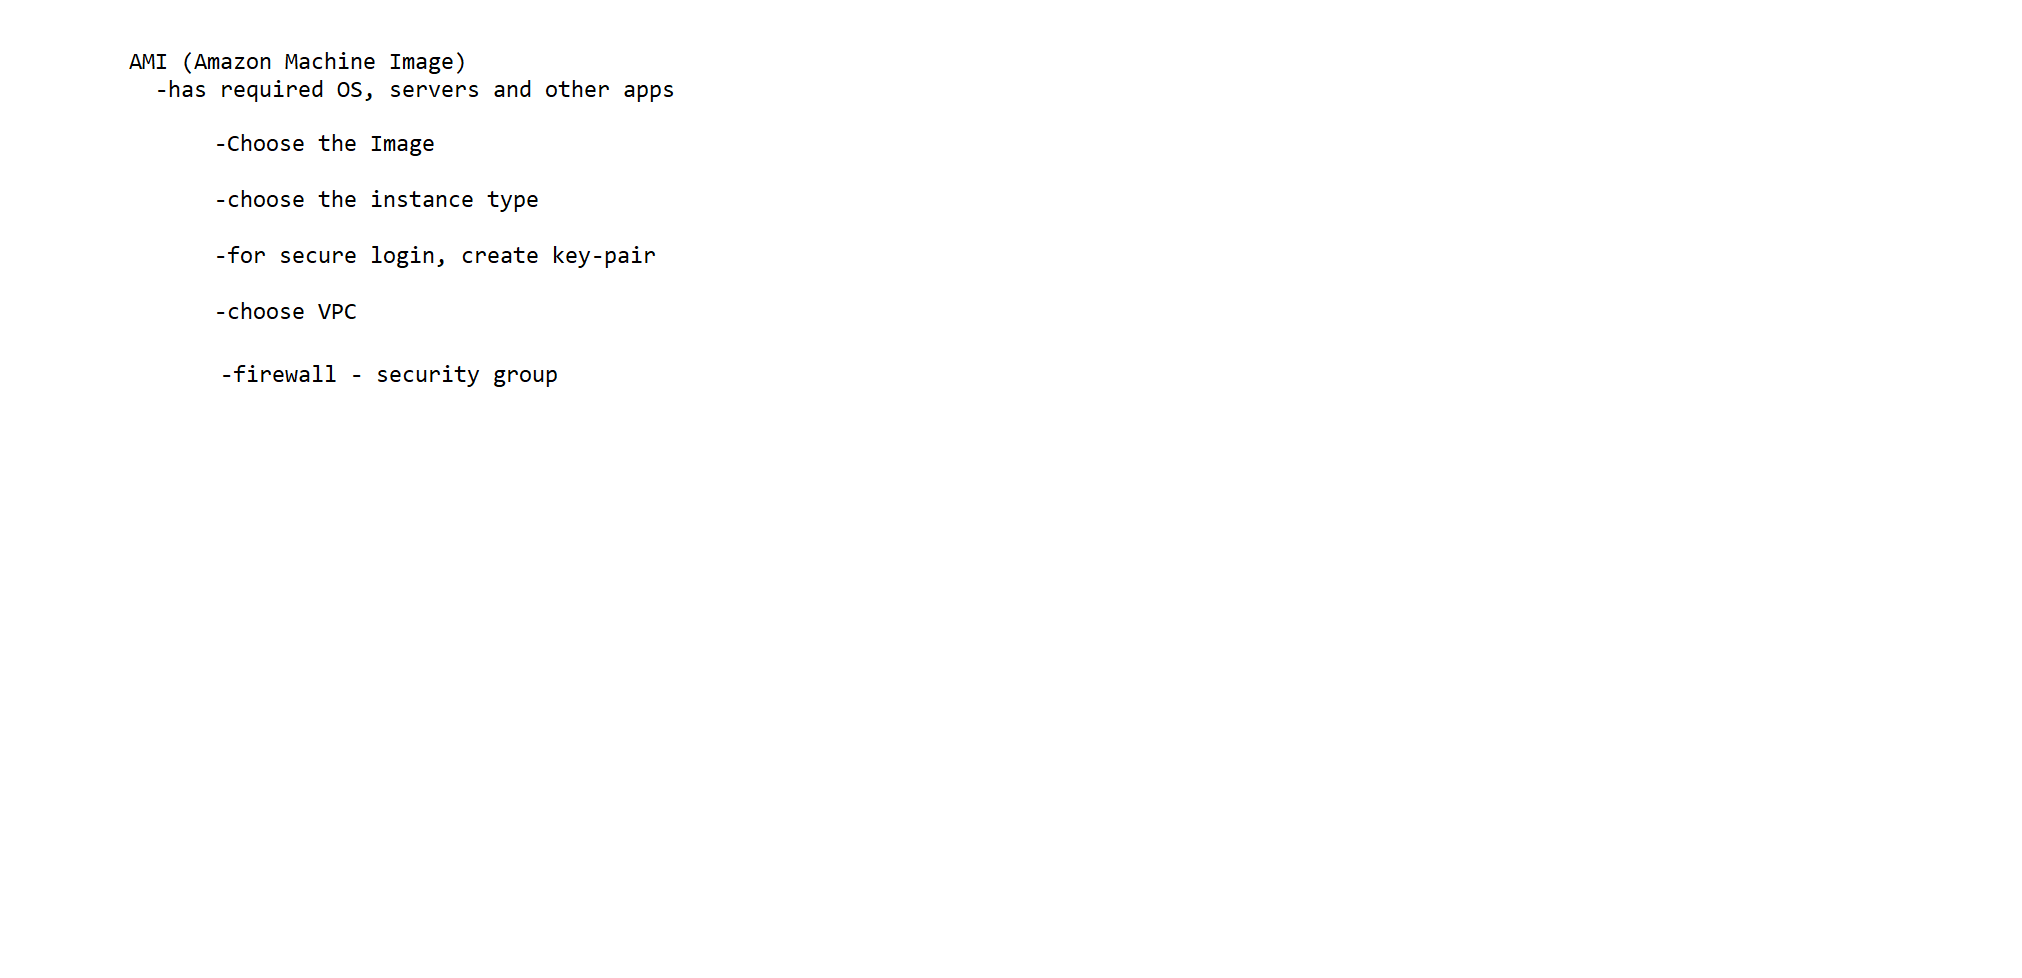 AMI (Amazon Machine Image)
-has required OS, servers and other apps
-Choose the Image
-choose the instance type
-for secure login, create key-pair
-choose VPC
-firewall - security group